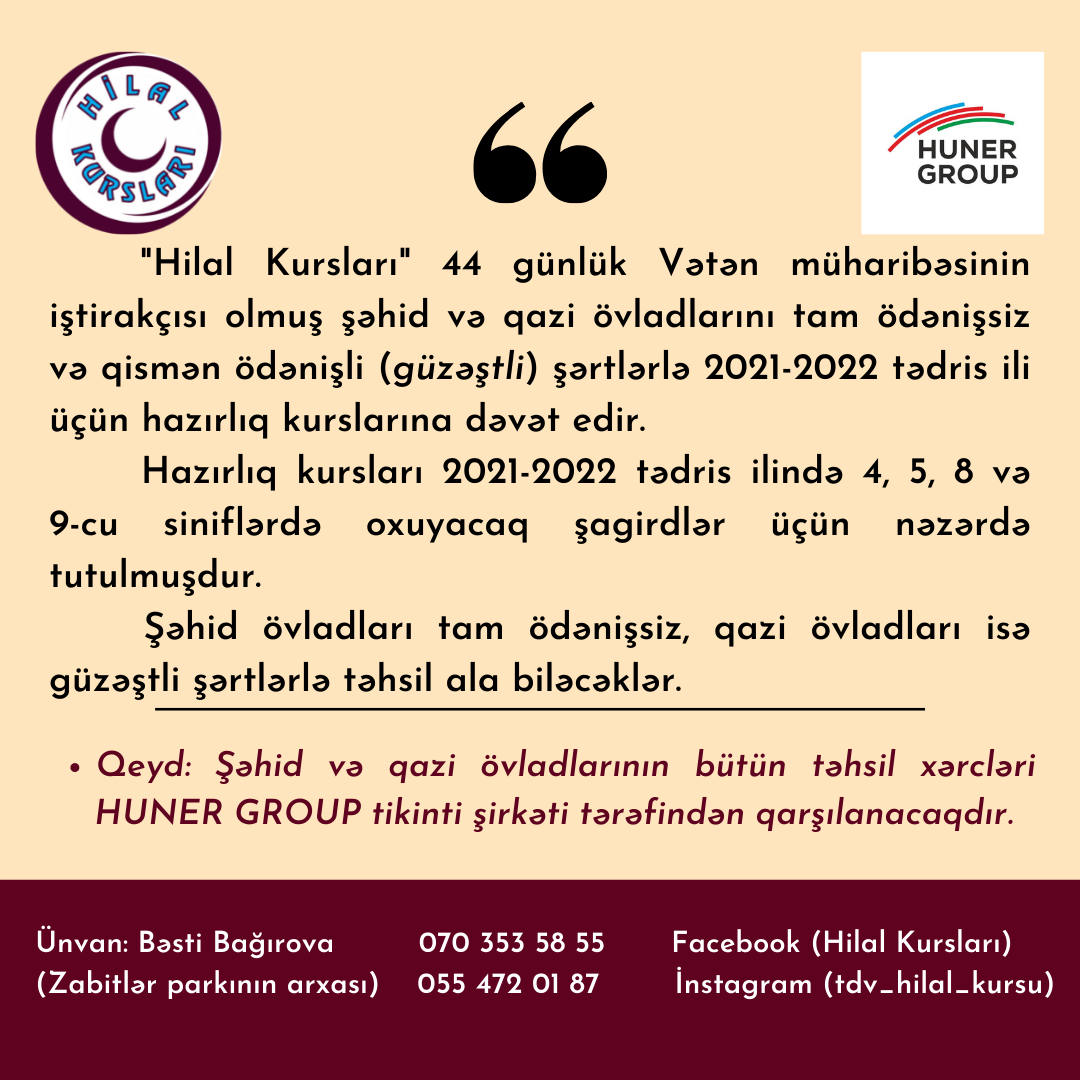 HİLAL
KURSLARI
HUNER
GROUP
"Hilal Kursları" 44 günlük Vətən müharibəsinin
iştirakçısı olmuş şəhid və qazi övladlarını tam ödənişsiz
və qismən ödənişli (güzəştli) şərtlərlə 2021-2022 tədris ili
üçün hazırlıq kurslarına dəvət edir.
Hazırlıq kursları 2021-2022 tədris ilində 4, 5, 8 və
9-cu siniflərdə oxuyacaq şagirdlər üçün nəzərdə
tutulmuşdur.
Şəhid övladları tam ödənişsiz, qazi övladları isə
güzəştli şərtlərlə təhsil ala biləcəklər.
• Qeyd: Şəhid və qazi övladlarının bütün təhsil xərcləri
HUNER GROUP tikinti şirkəti tərəfindən qarşılanacaqdır.
Ünvan: Bəsti Bağırova 070 353 58 55 Facebook (Hilal Kursları)
(Zabitlər parkının arxası) 055 472 01 87 İnstagram (tdv_hilal_kursu)